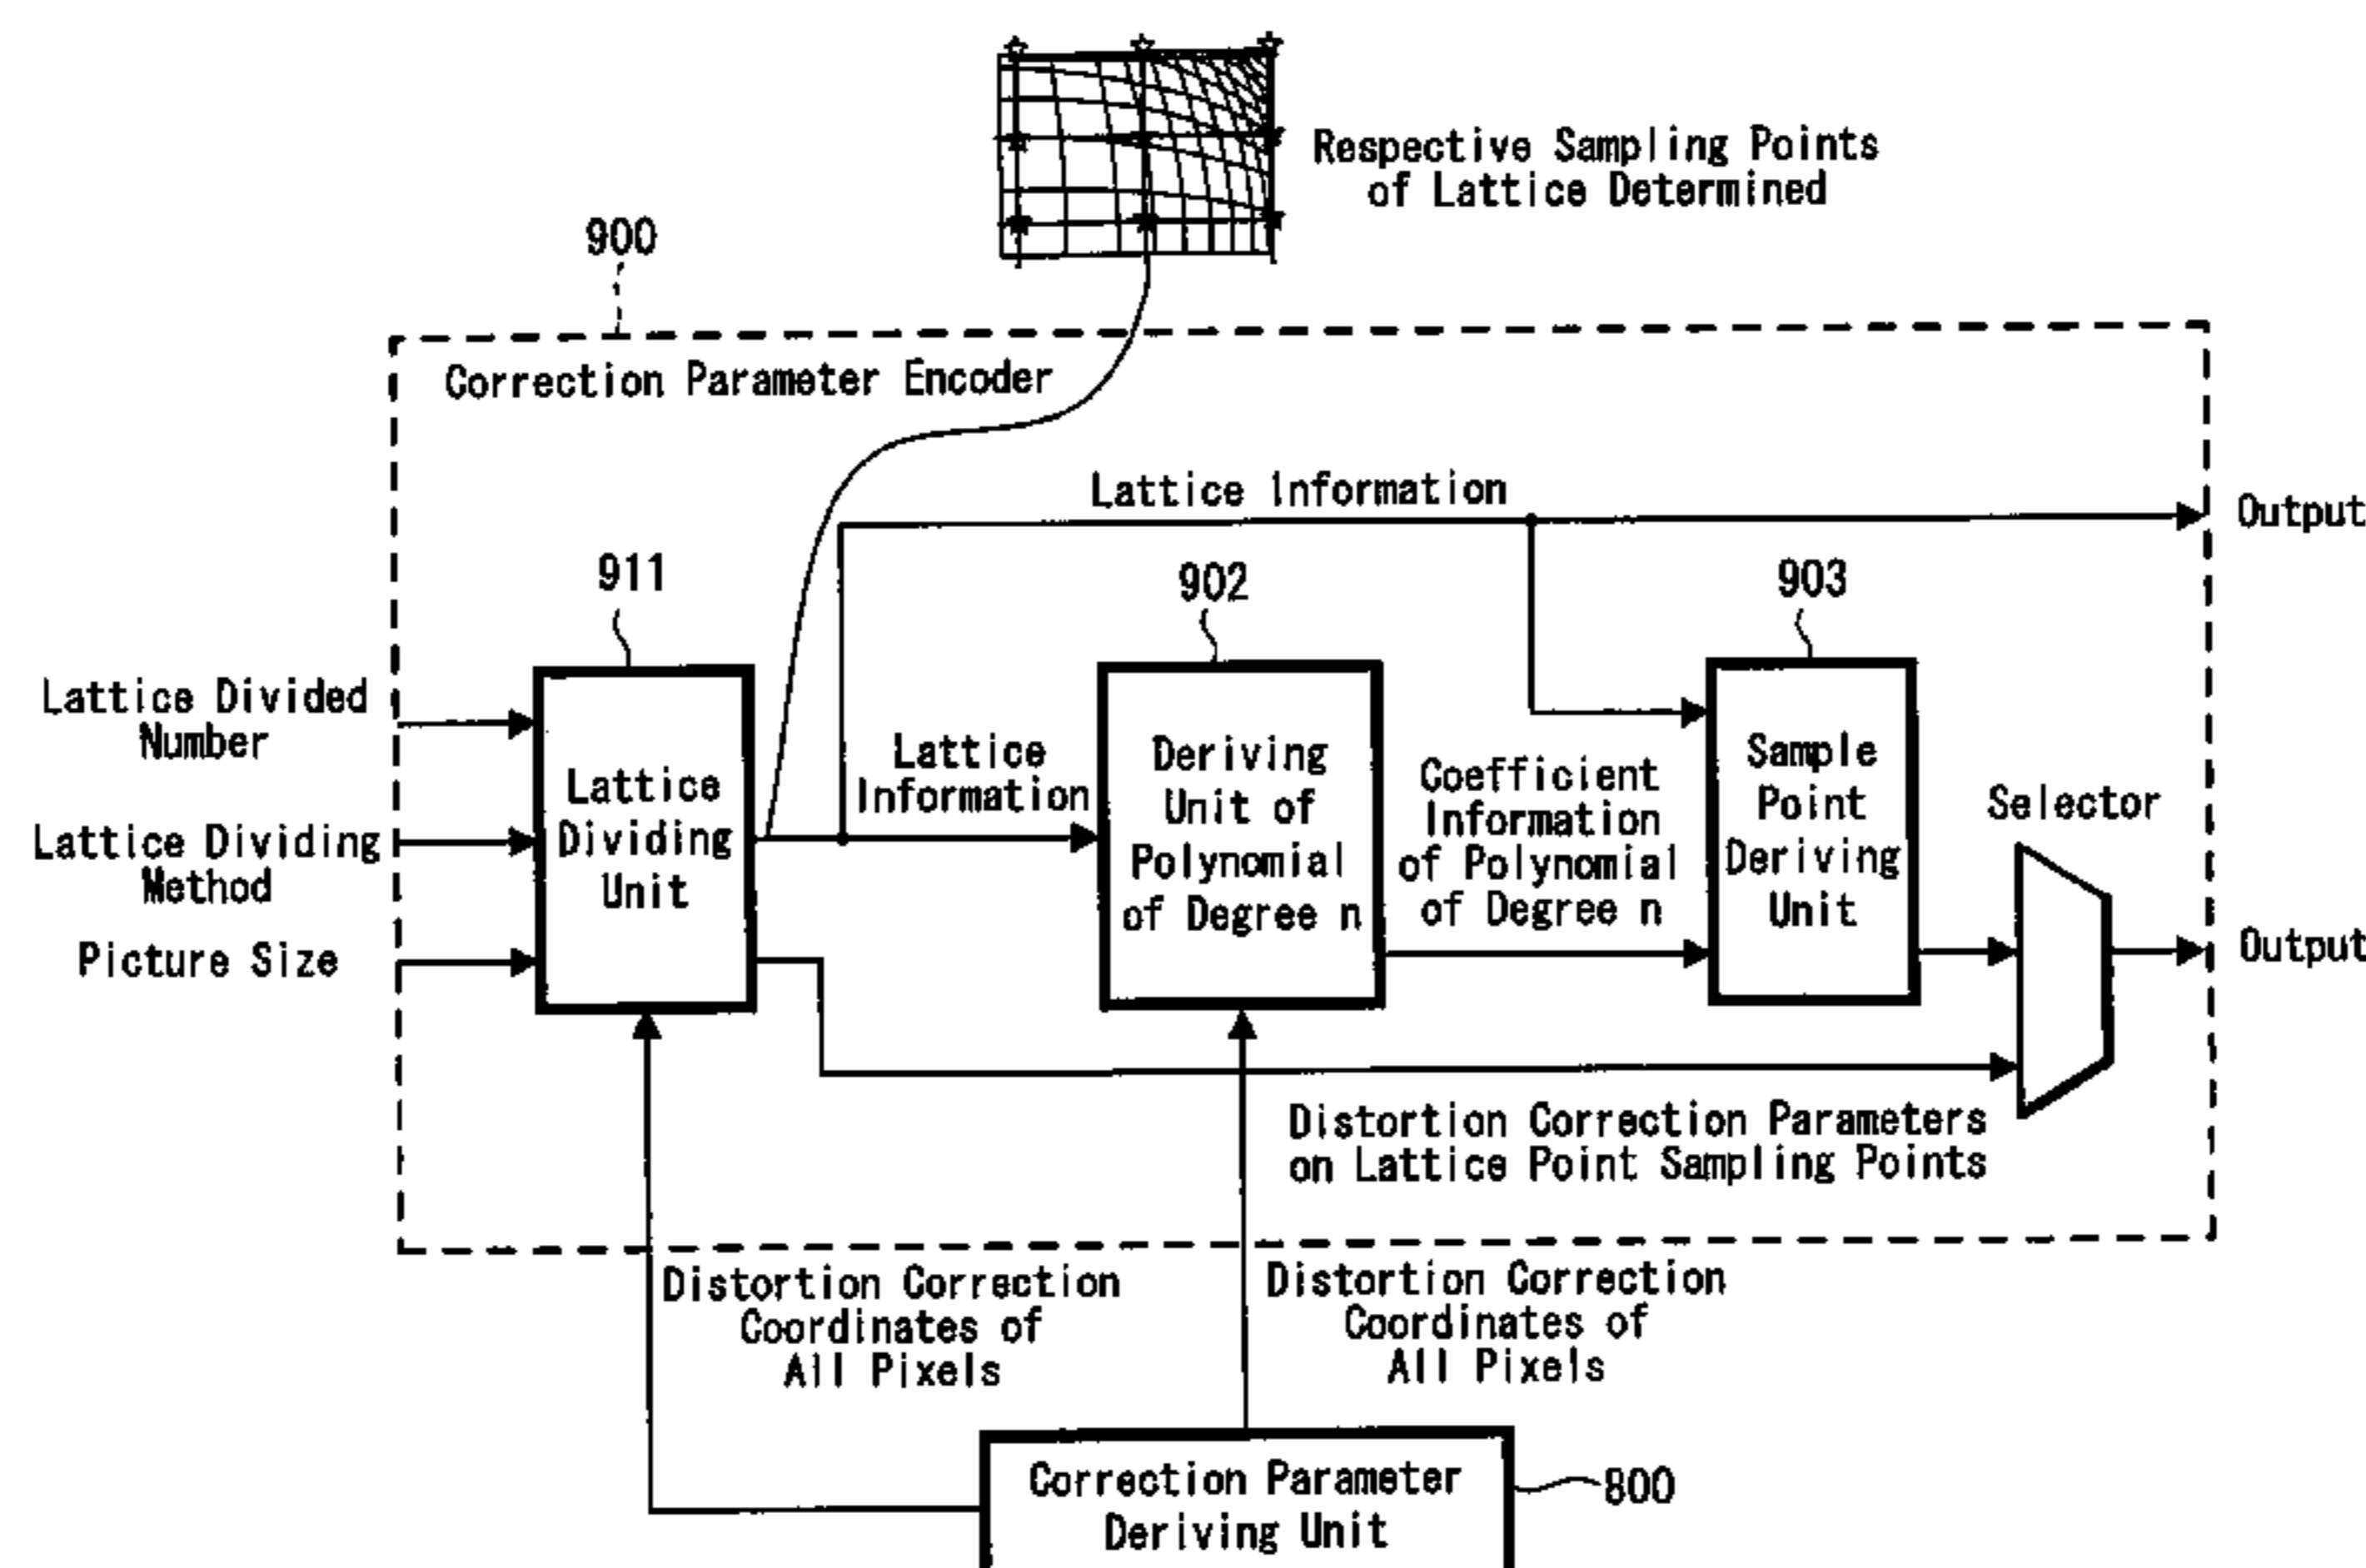 Respective Sampling Points
of Lattice Determined
900
Correction Parameter Encoder
Lattice Information
Output
911
902
903
Lattice Divided
Number
Lattice Dividing
Method
Picture Size
Lattice
Dividing
Unit
Lattice
Information
Deriving
Unit of
Polynomial
of Degree n
Coefficient
Information
of Polynomial
of Degree n
Sample
Point
Deriving
Unit
Selector
Output
Distortion Correction Parameters
on Lattice Point Sampling Points
Distortion Correction
Coordinates of
All Pixels
Distortion Correction
Coordinates of
All Pixels
Correction Parameter
Deriving Unit
800